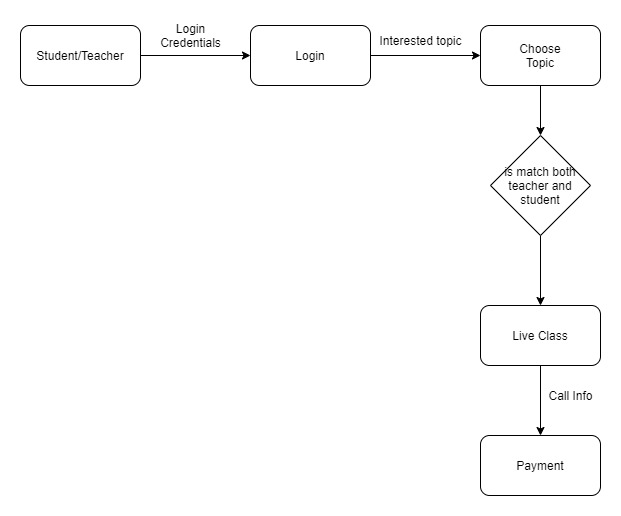 Student/Teacher
Login
Credentials
Login
Interested topic
Choose
Topic
is match both
teacher and
student
Live Class
Call Info
Payment